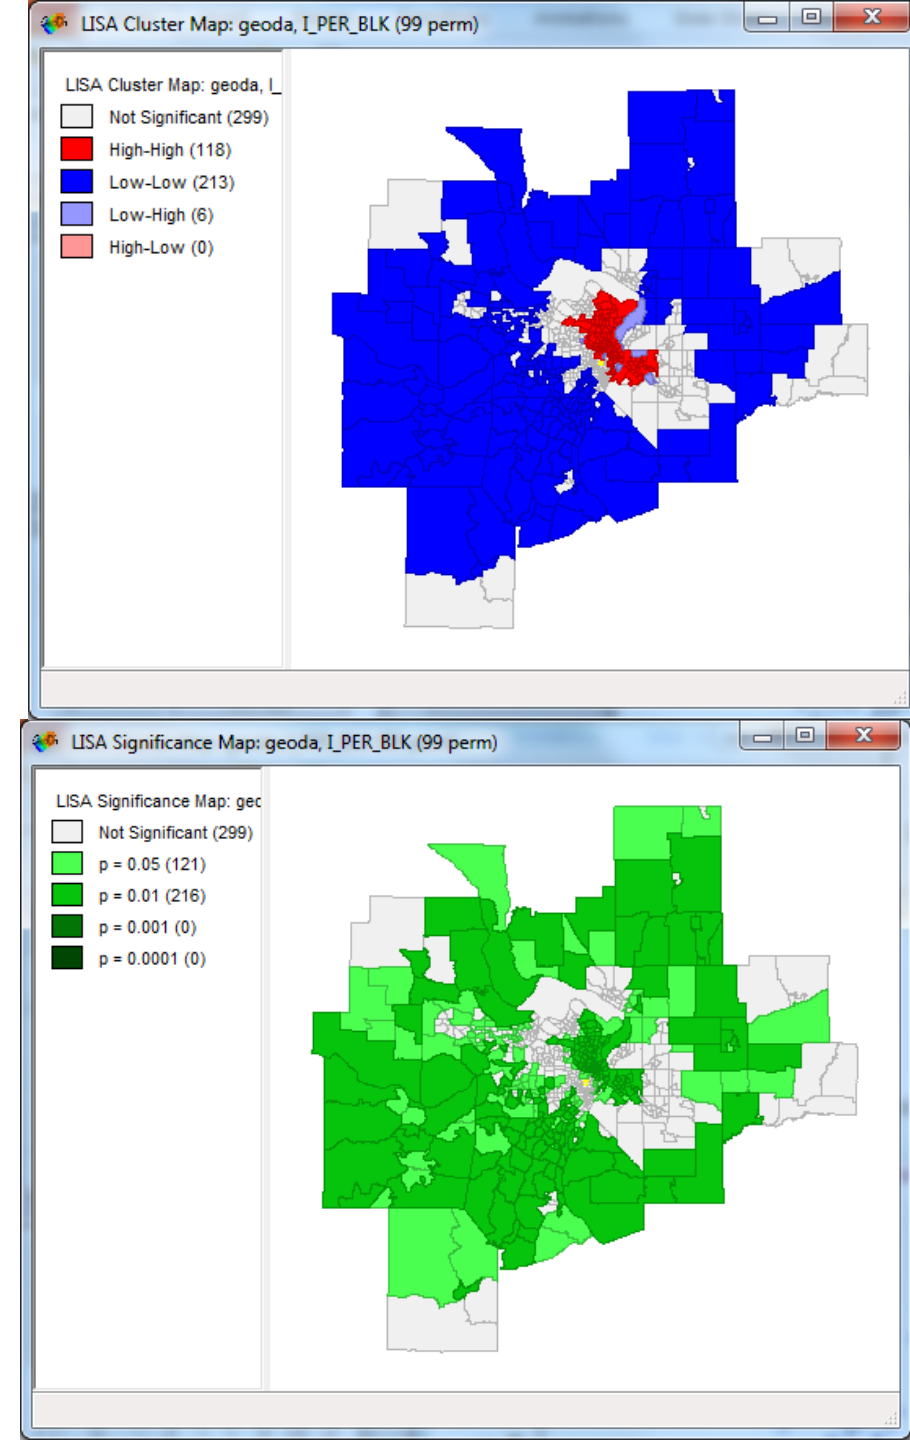 LISA Cluster Map: geoda, I_PER_BLK (99 perm)
LISA Cluster Map: geoda, I_
Not Significant (299)
High-High (118)
Low-Low (213)
Low-High (6)
High-Low (0)
LISA Significance Map: geoda, I_PER_BLK (99 perm)
LISA Significance Map: geo
Not Significant (299)
p = 0.05 (121)
p = 0.01 (216)
p = 0.001 (0)
p = 0.0001 (0)